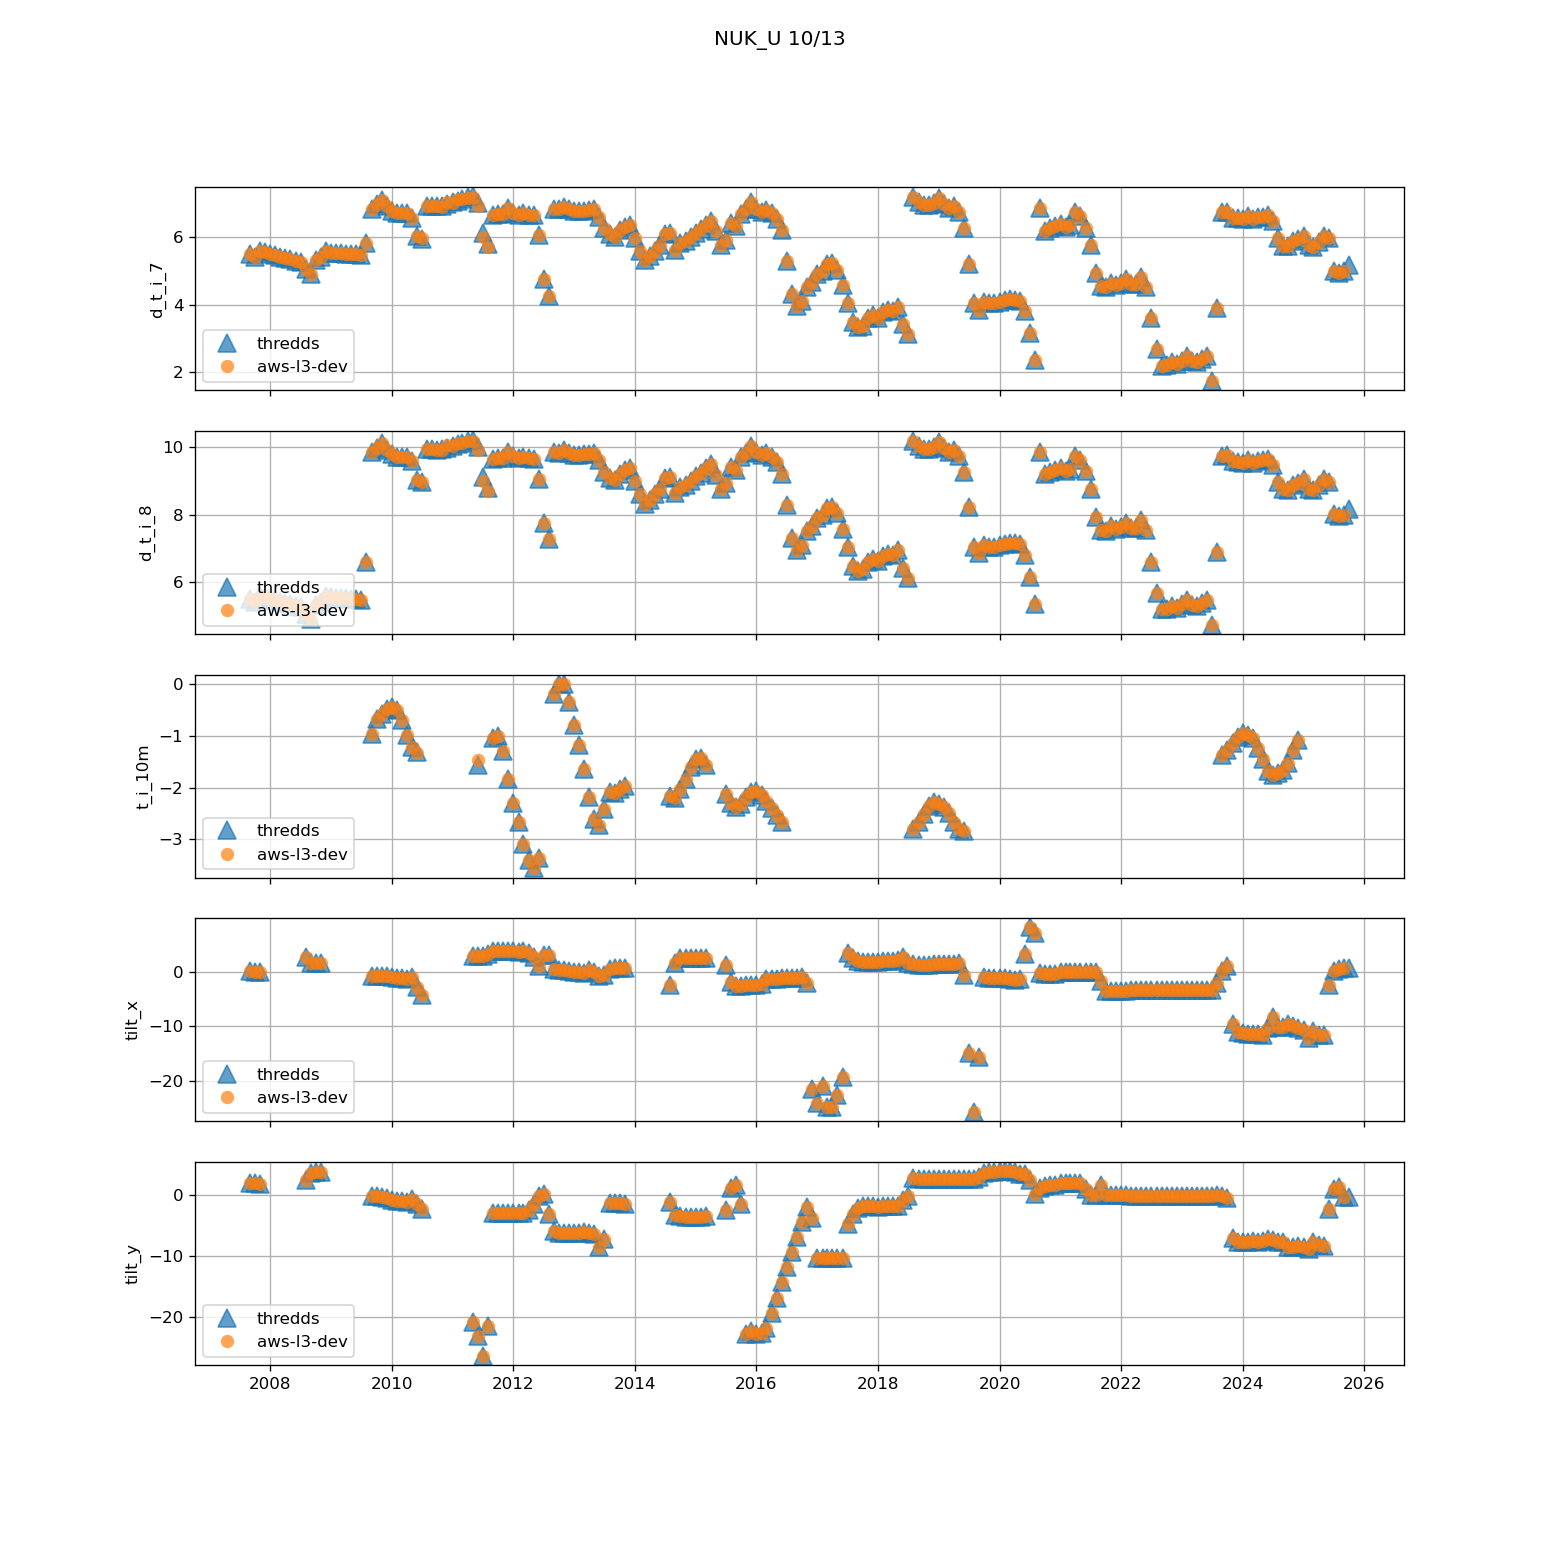 NUK_U 10/13
6
4
2
d_t_i_7
thredds
aws-l3-dev
10
8
6
d_t_i_8
thredds
aws-l3-dev
0
−1
−2
−3
t_i_10m
thredds
aws-l3-dev
0
−10
−20
tilt_x
thredds
aws-l3-dev
0
−10
−20
tilt_y
thredds
aws-l3-dev
2008 2010 2012 2014 2016 2018 2020 2022 2024 2026